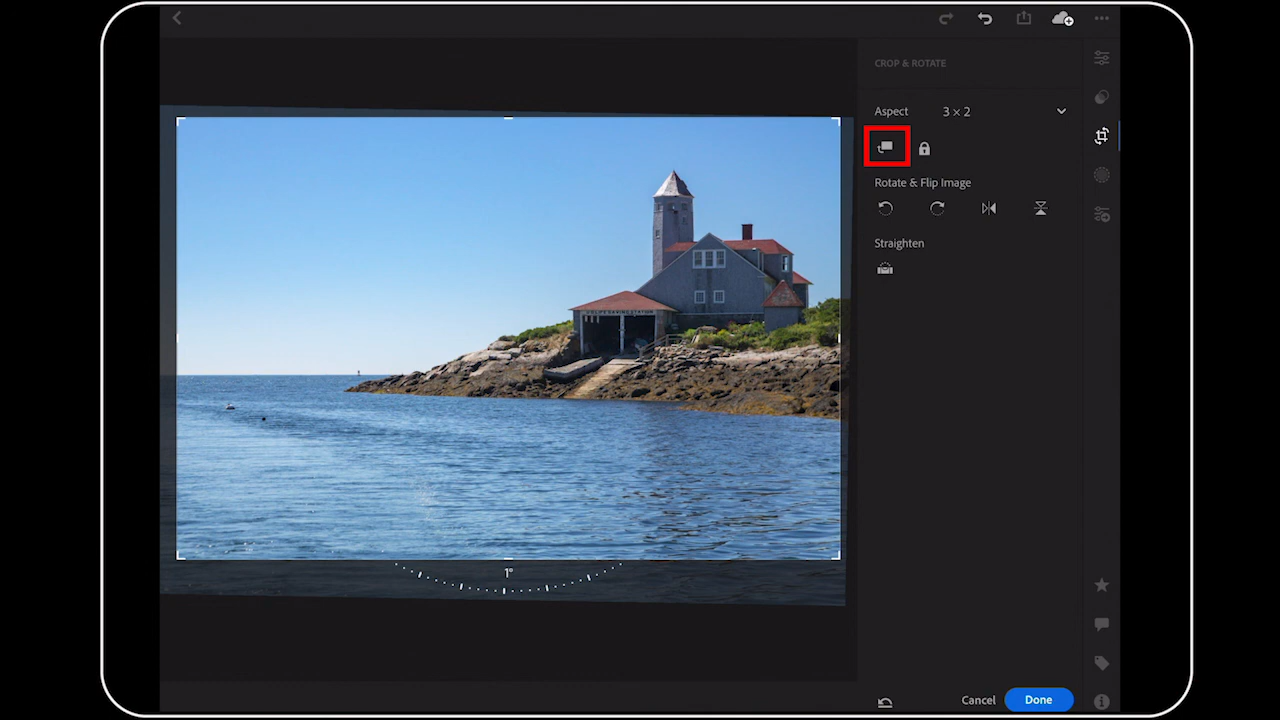 CROP & ROTATE
Aspect 3 × 2
Rotate & Flip Image
Straighten
1°
Cancel Done